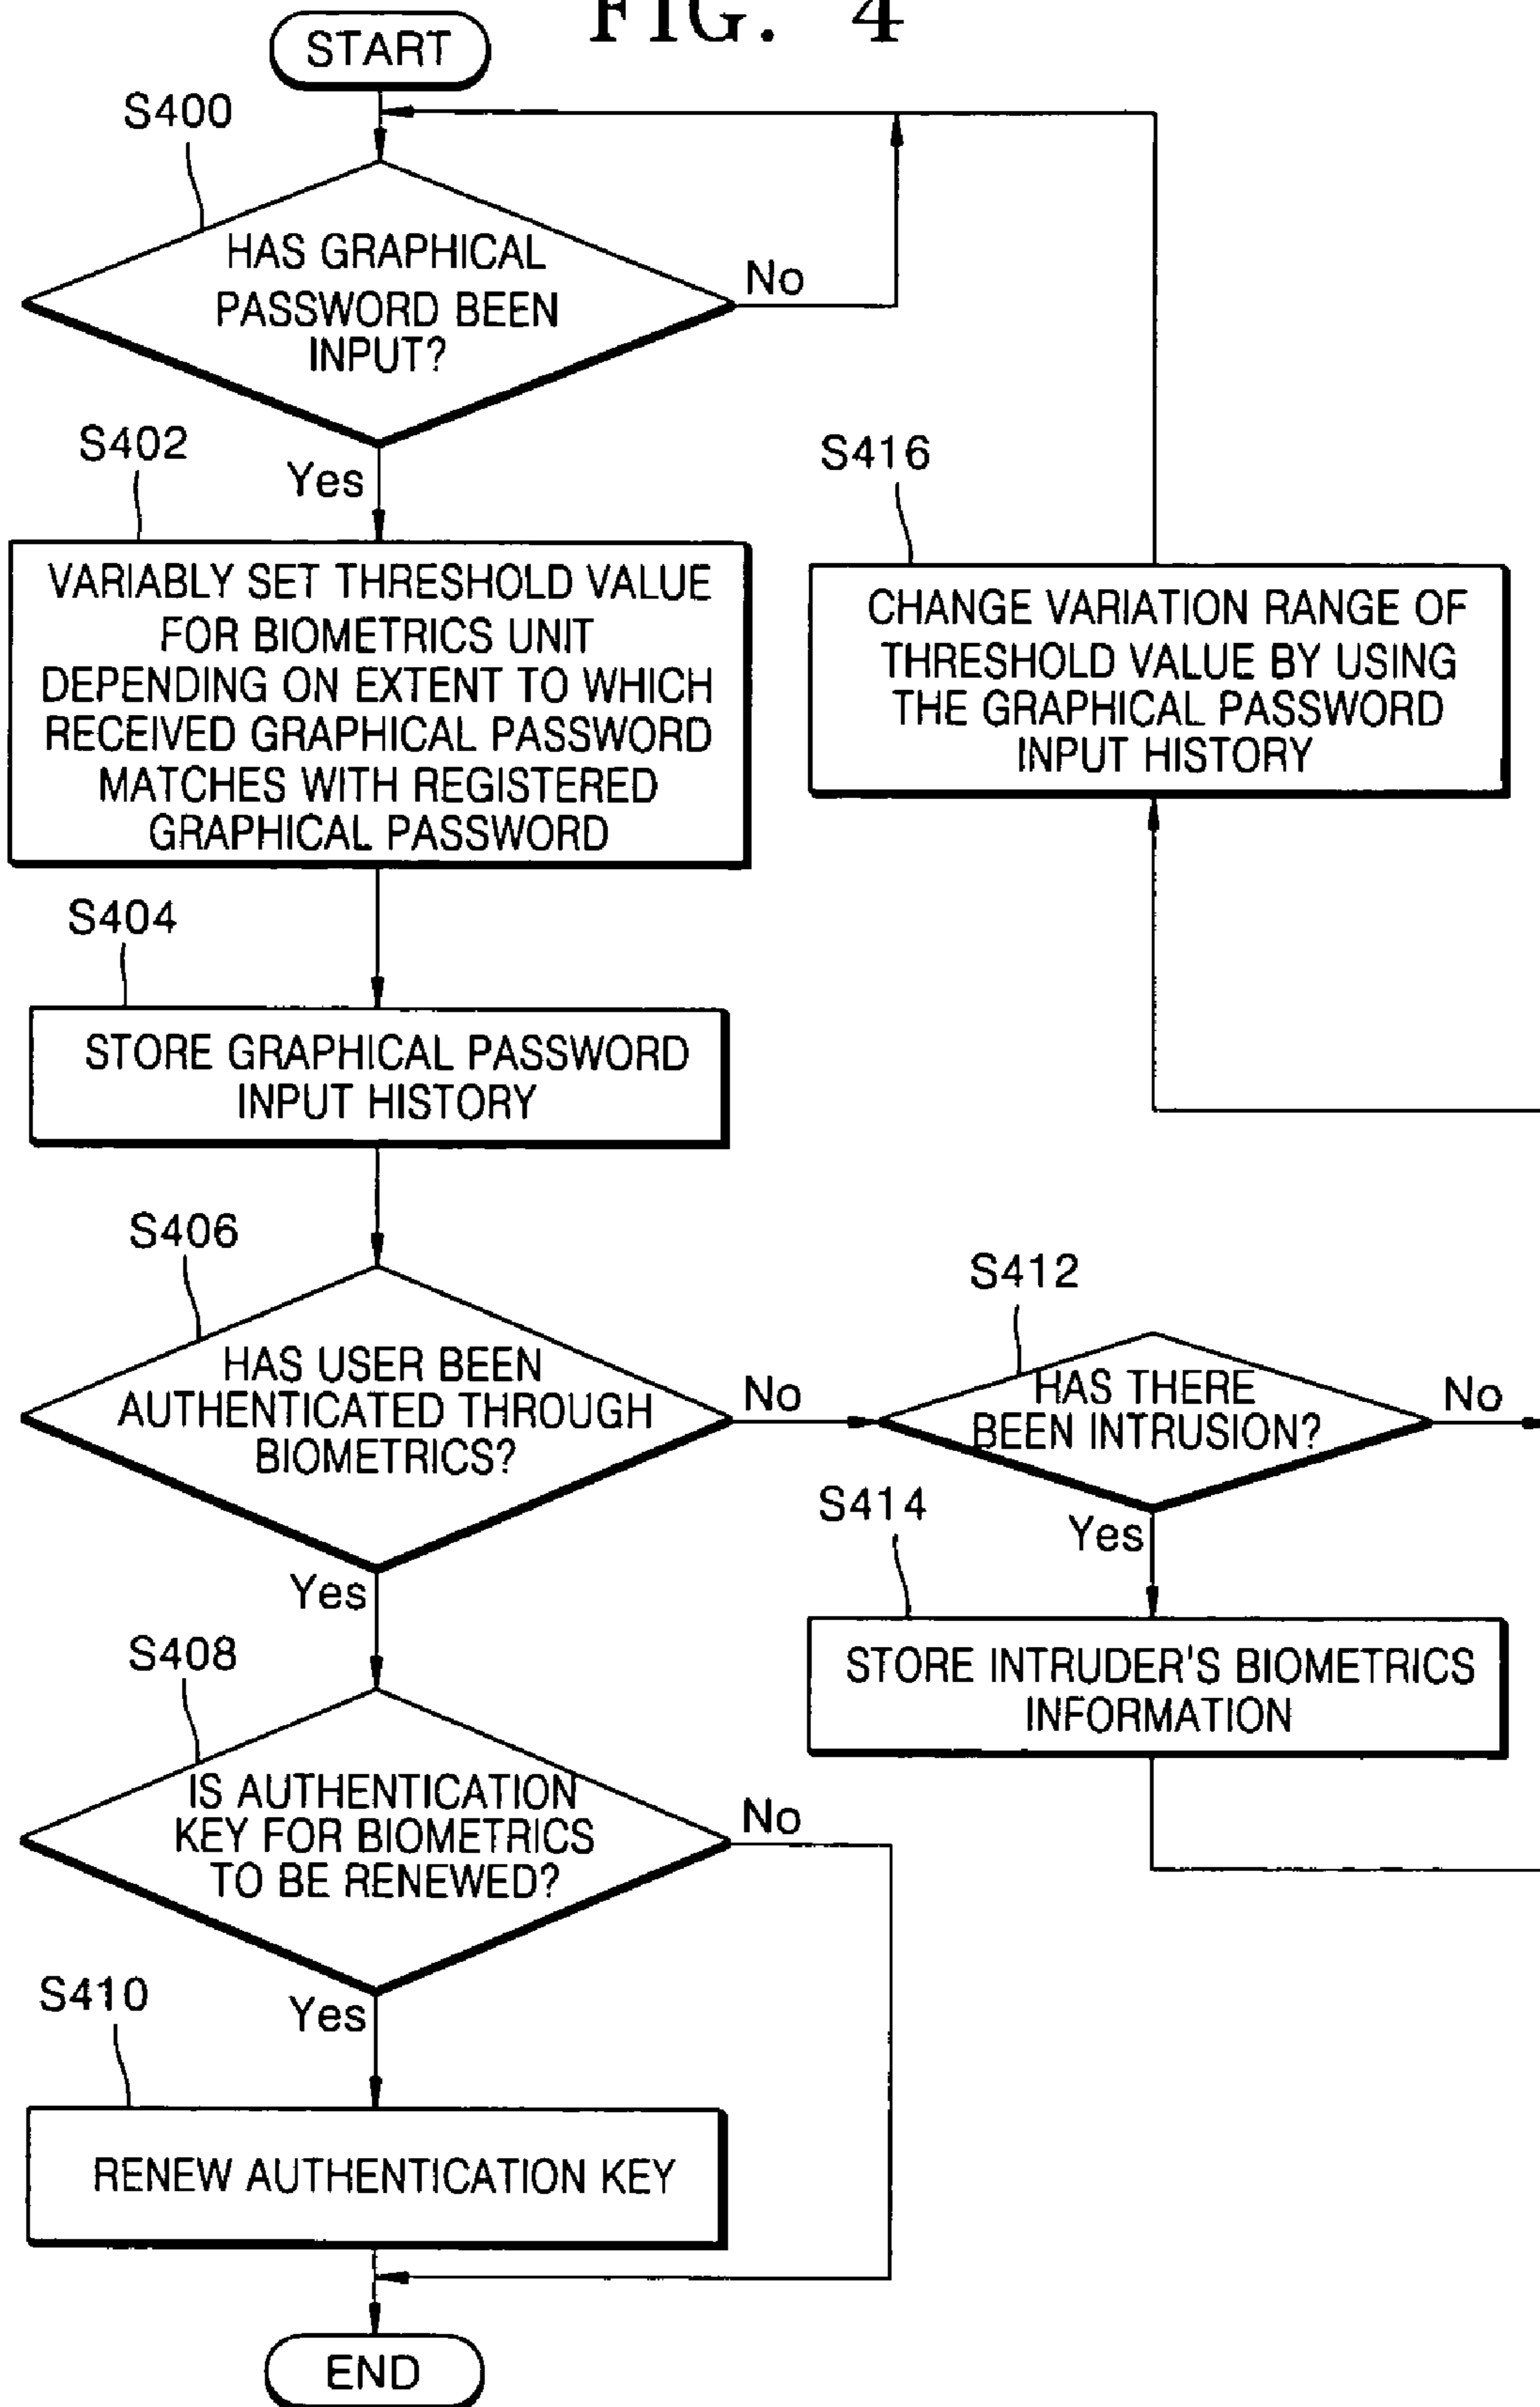 FIG. 4
START
S400
HAS GRAPHICAL
PASSWORD BEEN
INPUT?
No
Yes
S402
VARIABLY SET THRESHOLD VALUE
FOR BIOMETRICS UNIT
DEPENDING ON EXTENT TO WHICH
RECEIVED GRAPHICAL PASSWORD
MATCHES WITH REGISTERED
GRAPHICAL PASSWORD
S416
CHANGE VARIATION RANGE OF
THRESHOLD VALUE BY USING
THE GRAPHICAL PASSWORD
INPUT HISTORY
S404
STORE GRAPHICAL PASSWORD
INPUT HISTORY
S406
HAS USER BEEN
AUTHENTICATED THROUGH
BIOMETRICS?
No
Yes
S412
HAS THERE
BEEN INTRUSION?
No
Yes
S414
STORE INTRUDER'S BIOMETRICS
INFORMATION
S408
IS AUTHENTICATION
KEY FOR BIOMETRICS
TO BE RENEWED?
No
Yes
S410
RENEW AUTHENTICATION KEY
END